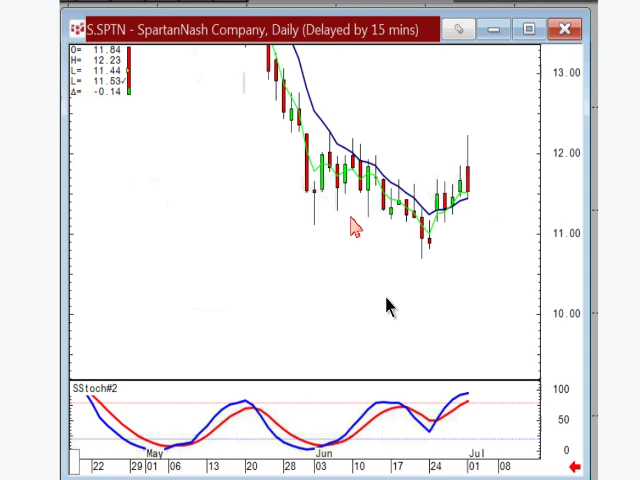 S.SPTN - SpartanNash Company, Daily (Delayed by 15 mins)
O= 11.84
H= 12.23
L= 11.44
L= 11.53
Δ= -0.14
13.00
12.00
11.00
10.00
SStoch#2
100
50
0
May Jun Jul
22 29 01 06 13 20 28 03 10 17 24 01 08